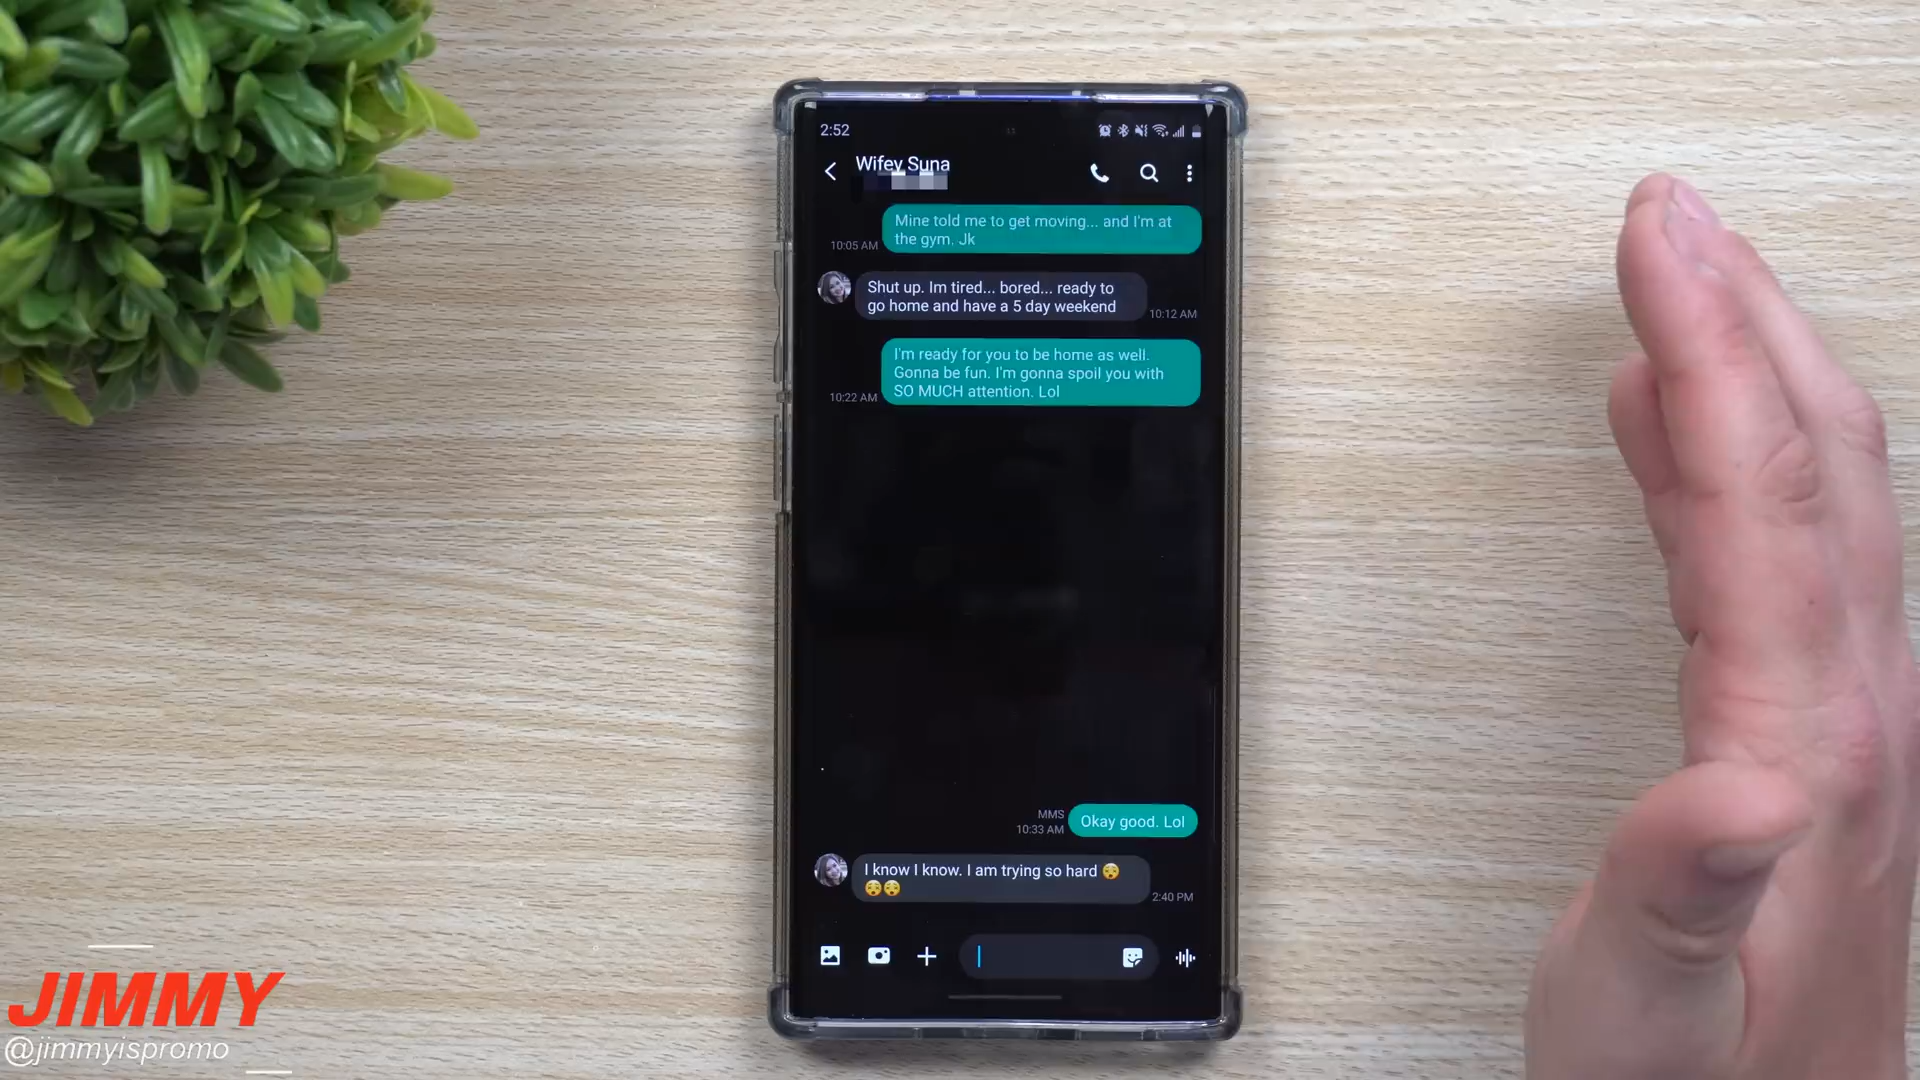 2:52
Wifey Suna
Mine told me to get moving... and I'm at
the gym. Jk
10:05 AM
Shut up. Im tired... bored... ready to
go home and have a 5 day weekend
10:12 AM
I'm ready for you to be home as well.
Gonna be fun. I'm gonna spoil you with
SO MUCH attention. Lol
10:22 AM
MMS
10:33 AM
Okay good. Lol
I know I know. I am trying so hard 😵
😵😵
2:40 PM
JIMMY
@jimmyispromo